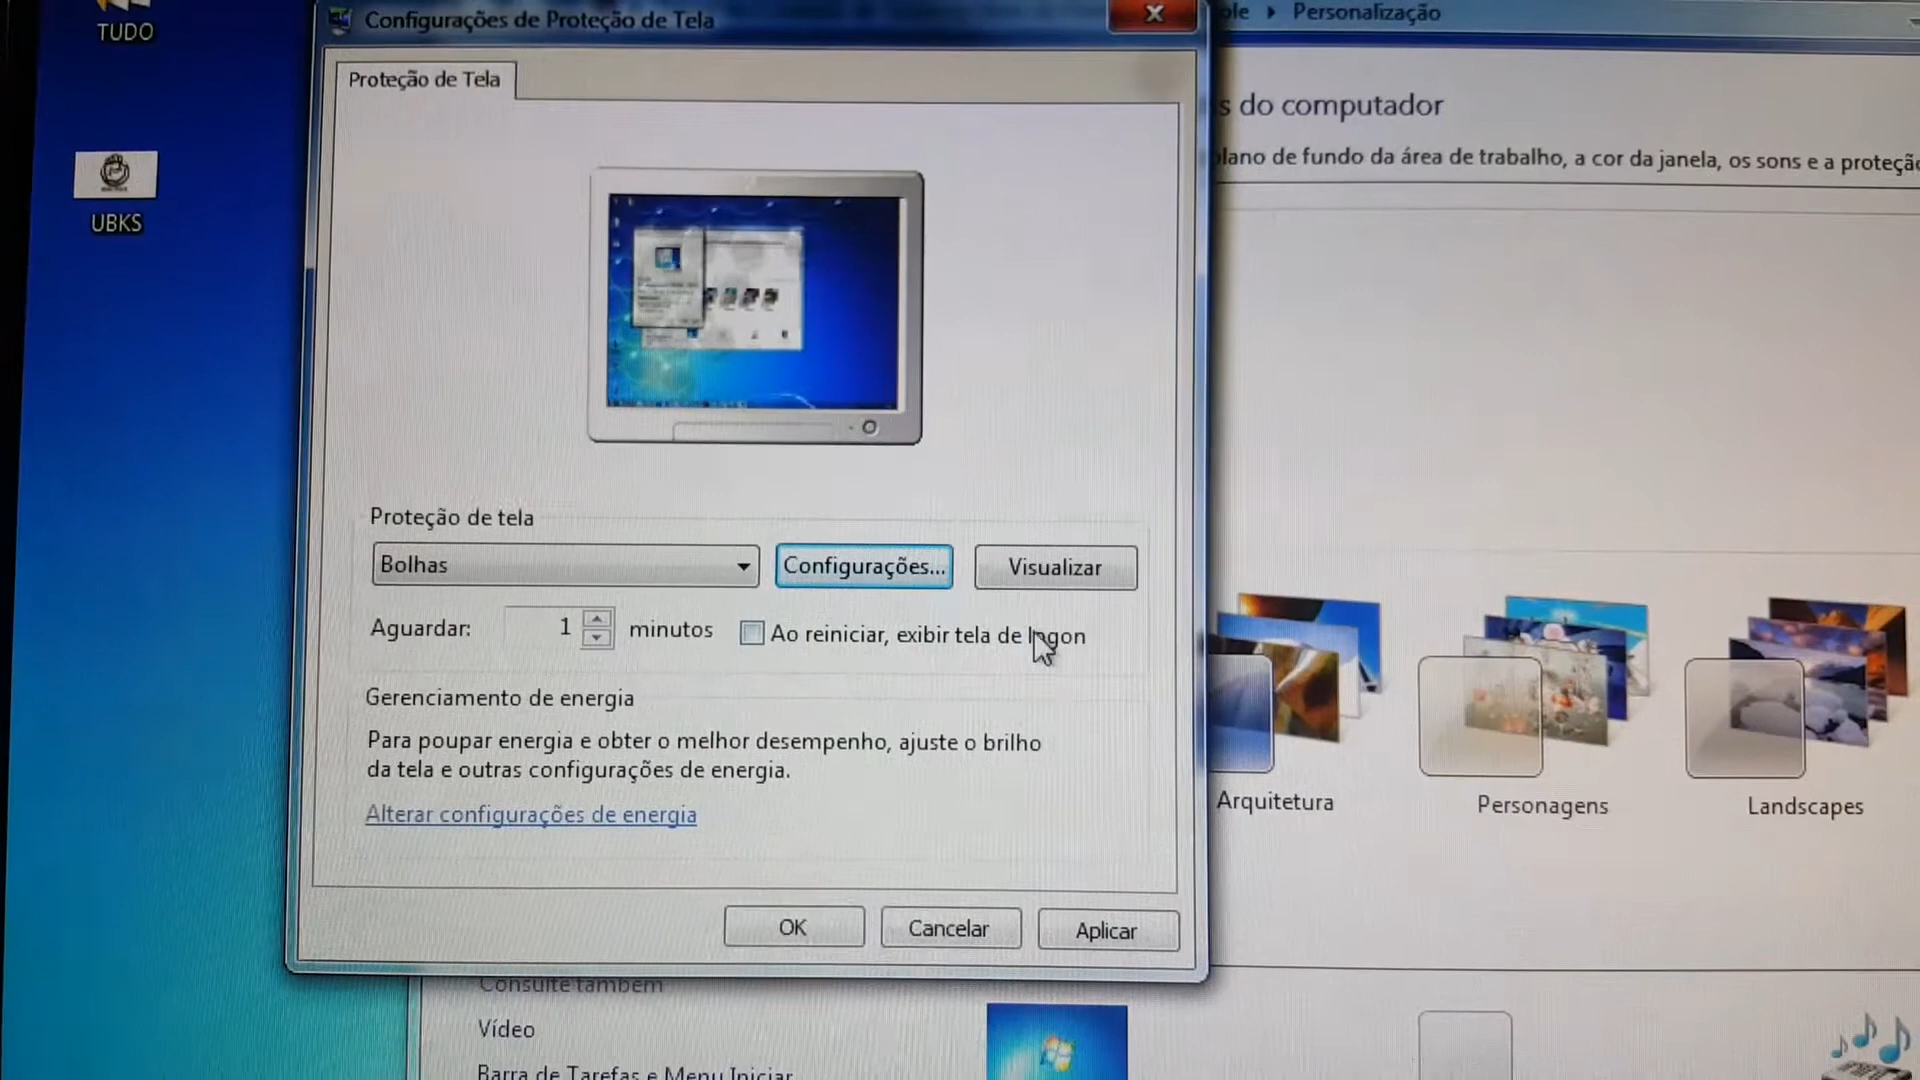 TUDO
UBKS
Configurações de Proteção de Tela
Personalização
Proteção de Tela
s do computador
plano de fundo da área de trabalho, a cor da janela, os sons e a proteção
Proteção de tela
Bolhas
Configurações...
Visualizar
Aguardar:
1
minutos
Ao reiniciar, exibir tela de logon
Gerenciamento de energia
Para poupar energia e obter o melhor desempenho, ajuste o brilho
da tela e outras configurações de energia.
Alterar configurações de energia
Arquitetura
Personagens
Landscapes
OK
Cancelar
Aplicar
Consulte também
Vídeo
Barra de Tarefas e Menu Iniciar